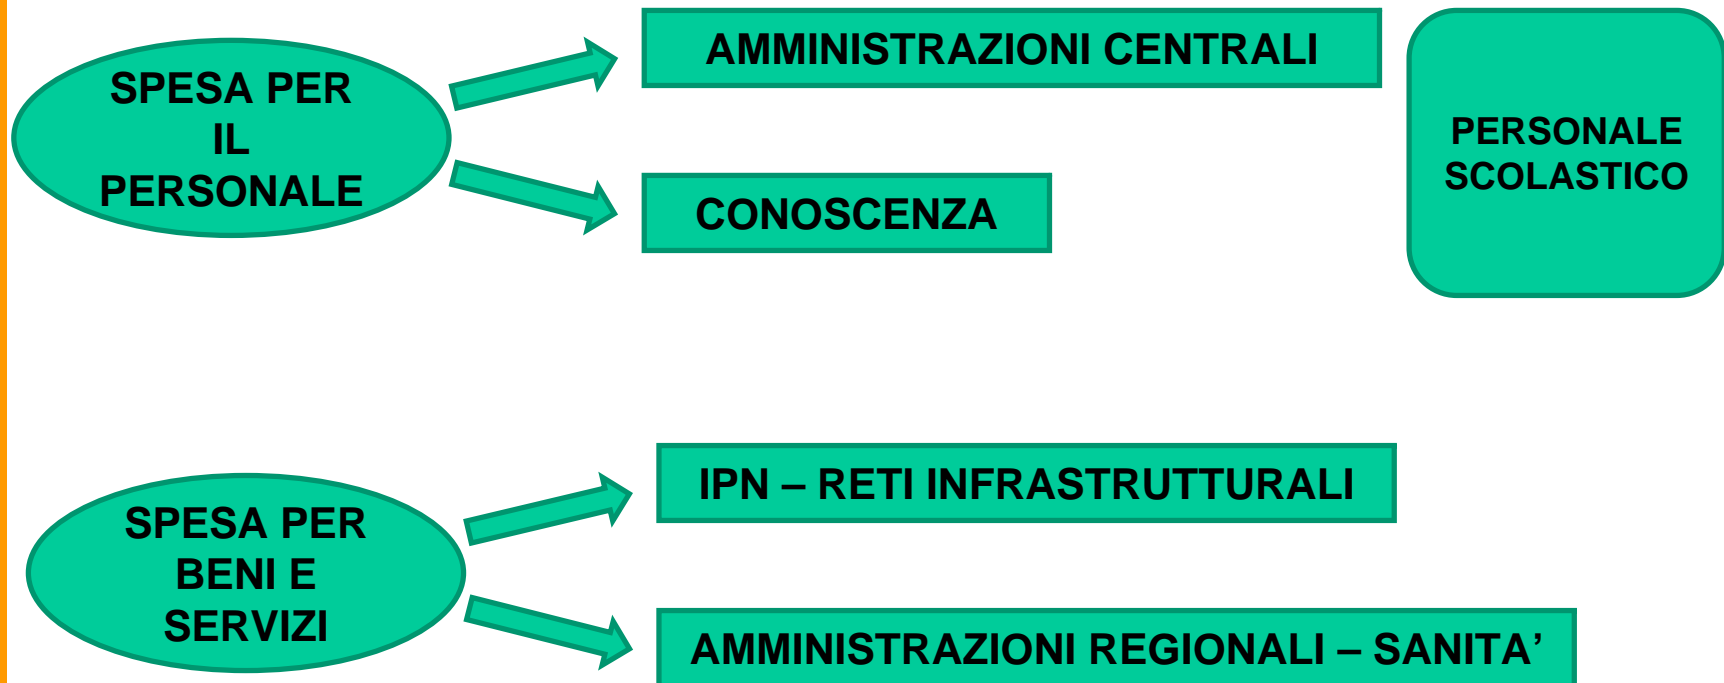 SPESA PER
IL
PERSONALE
AMMINISTRAZIONI CENTRALI
CONOSCENZA
PERSONALE
SCOLASTICO
SPESA PER
BENI E
SERVIZI
IPN – RETI INFRASTRUTTURALI
AMMINISTRAZIONI REGIONALI – SANITA’